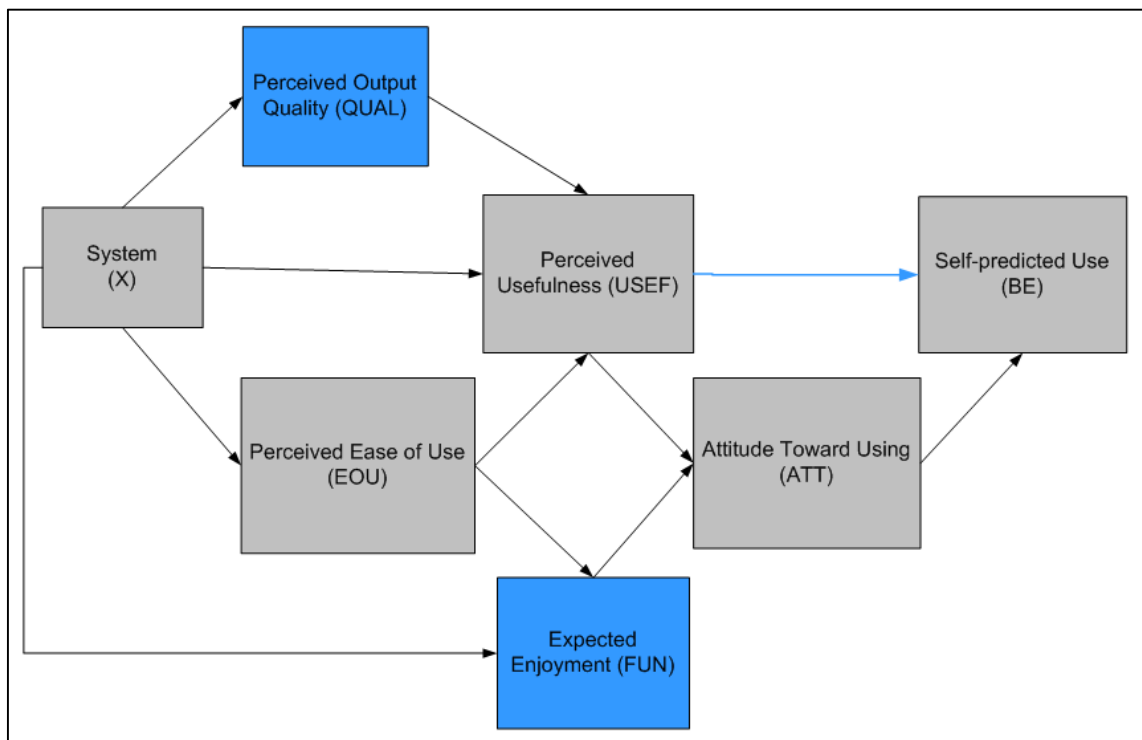 Perceived Output
Quality (QUAL)
System
(X)
Perceived
Usefulness (USEF)
Self-predicted Use
(BE)
Perceived Ease of Use
(EOU)
Attitude Toward Using
(ATT)
Expected
Enjoyment (FUN)